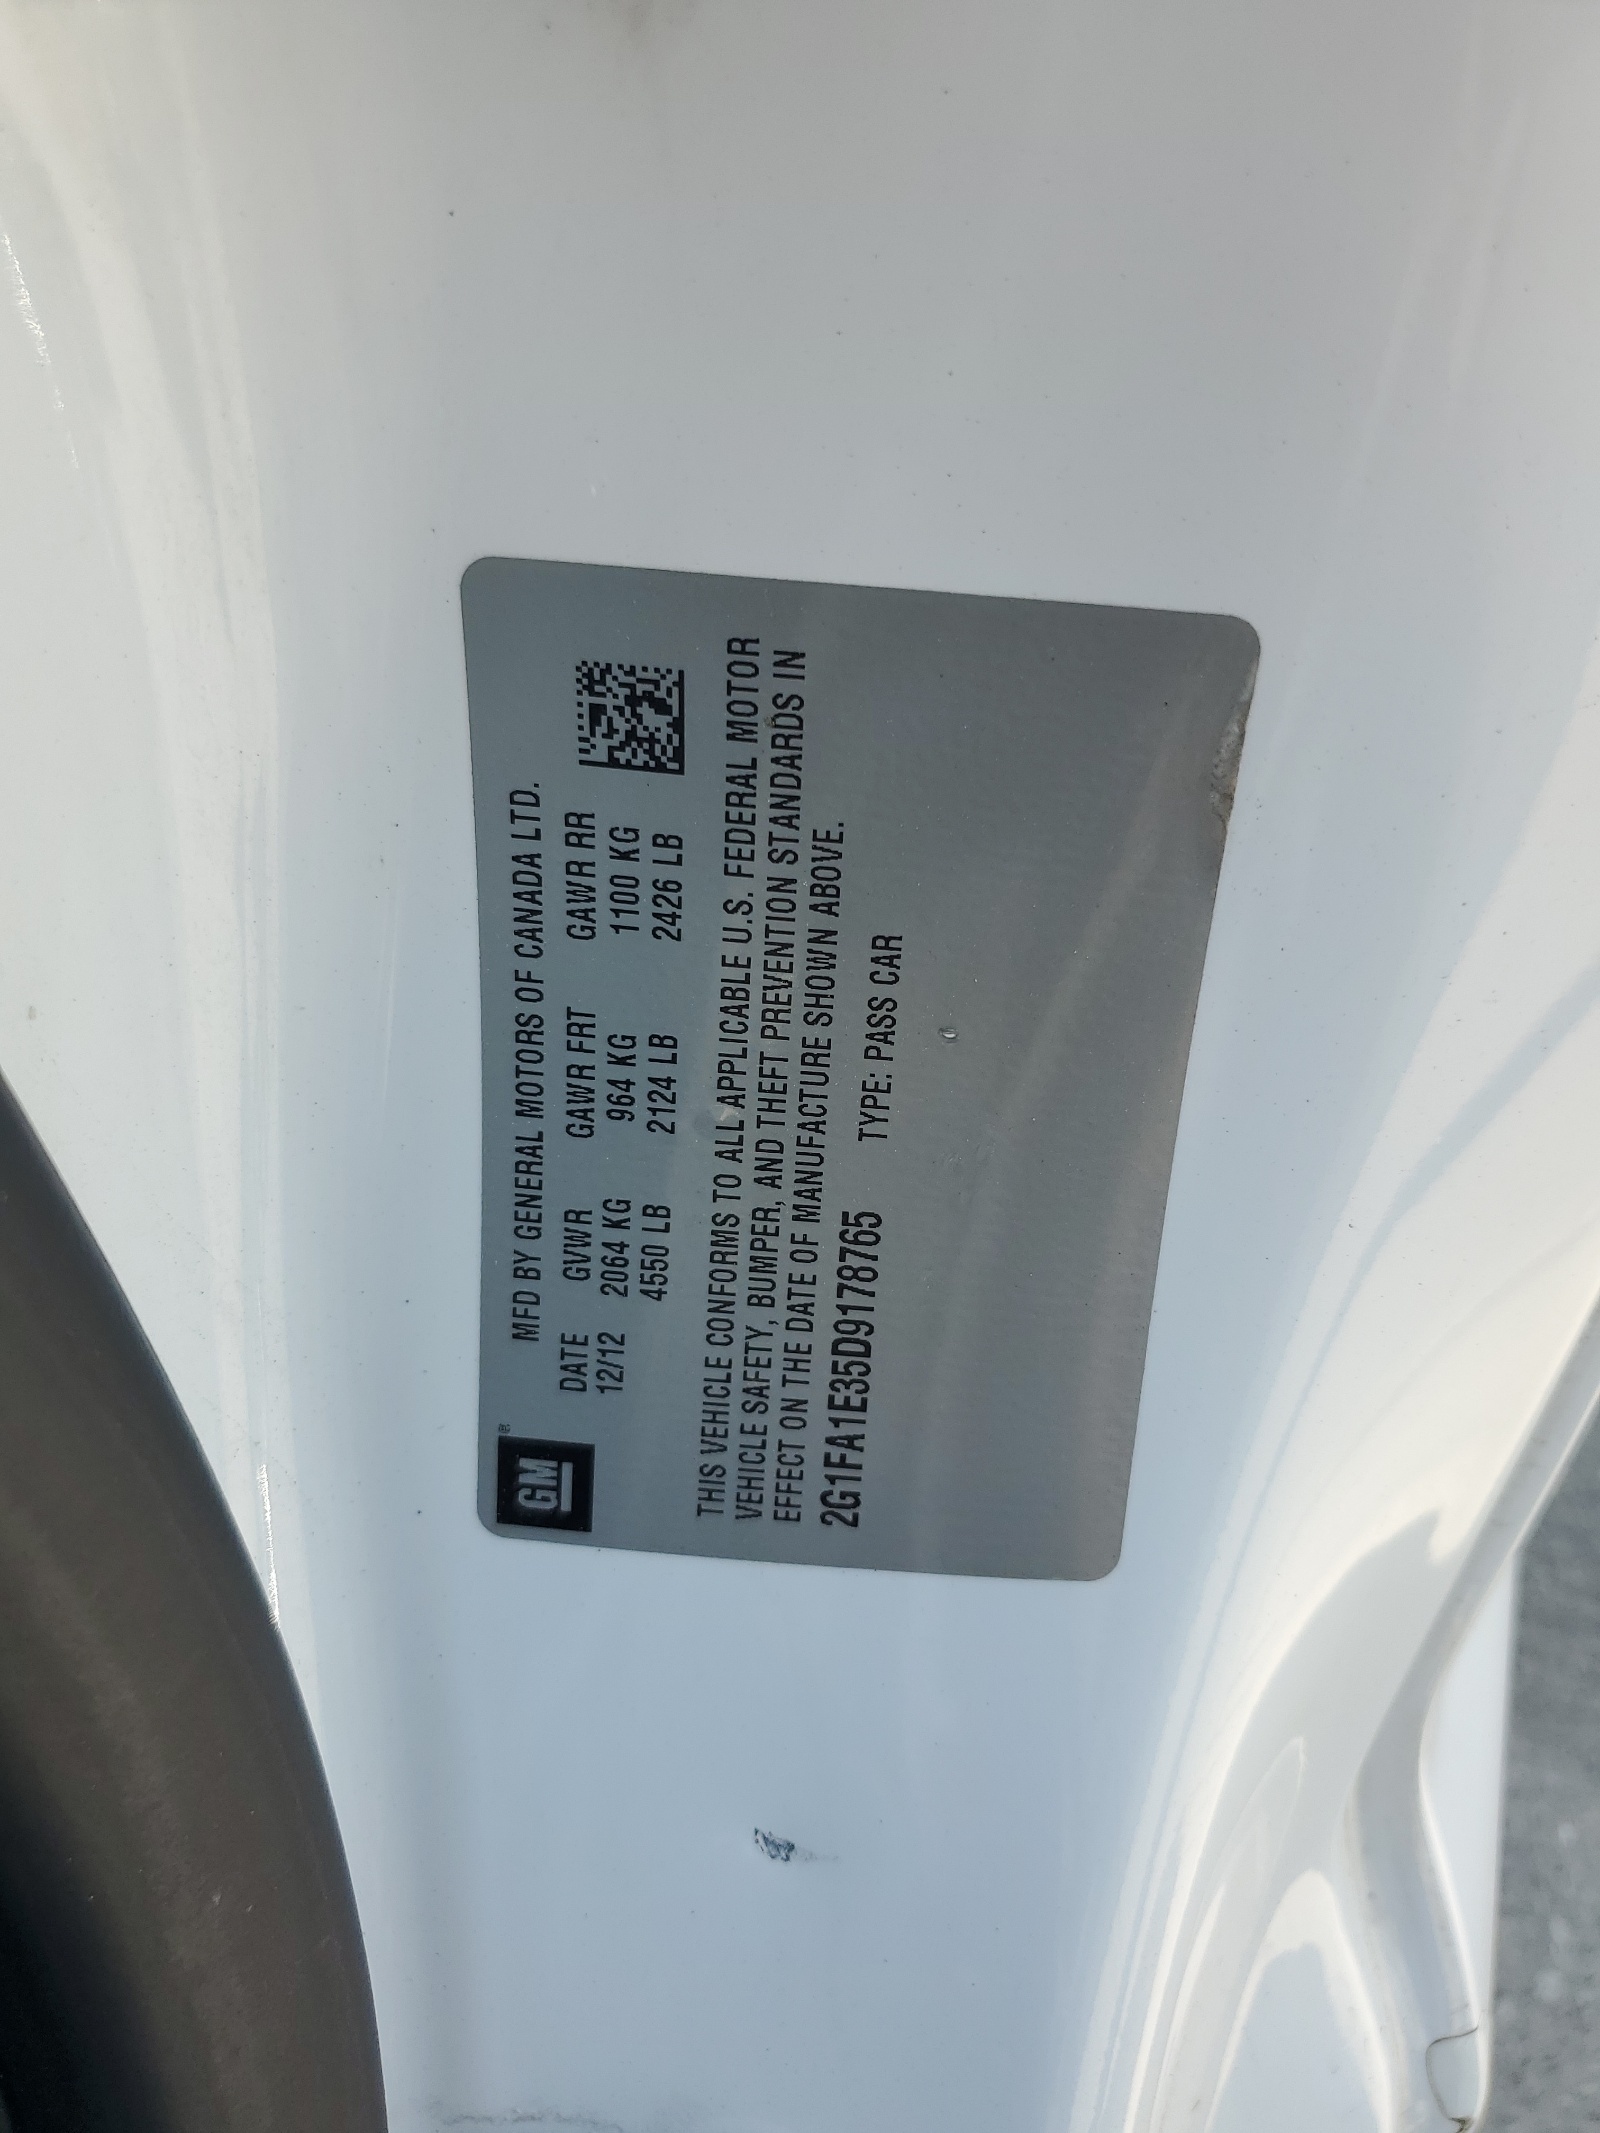 GM ®
MFD BY GENERAL MOTORS OF CANADA LTD.
DATE GVWR GAWR FRT GAWR RR
12/12 2064 KG 964 KG 1100 KG
4550 LB 2124 LB 2426 LB
THIS VEHICLE CONFORMS TO ALL APPLICABLE U.S. FEDERAL MOTOR
VEHICLE SAFETY, BUMPER, AND THEFT PREVENTION STANDARDS IN
EFFECT ON THE DATE OF MANUFACTURE SHOWN ABOVE.
2G1FA1E35D9178765 TYPE: PASS CAR